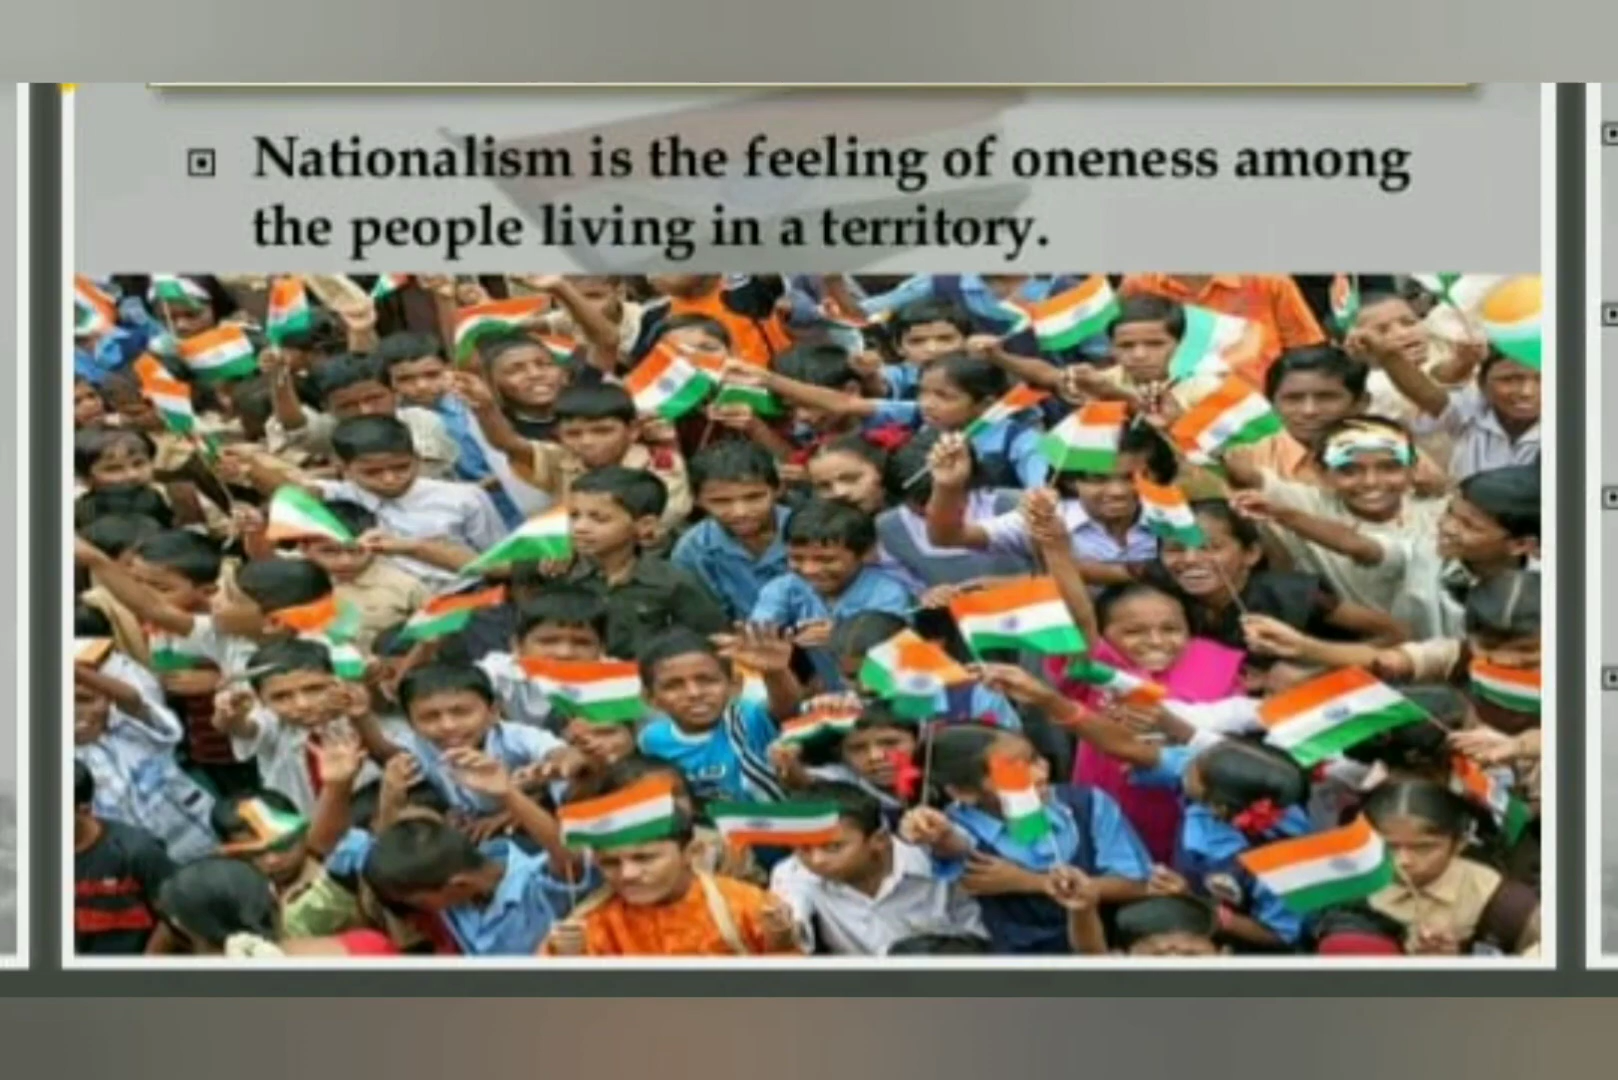 Nationalism is the feeling of oneness among
the people living in a territory.